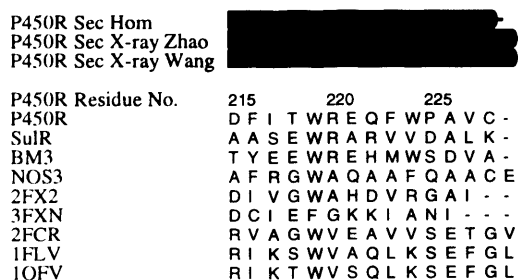 P450R Sec Hom
P450R Sec X-ray Zhao
P450R Sec X-ray Wang
P450R Residue No. 215 220 225
P450R D F I T W R E Q F W P A V C -
SulR A A S E W R A R V V D A L K -
BM3 T Y E E W R E H M W S D V A -
NOS3 A F R G W A Q A A F Q A A C E
2FX2 D I V G W A H D V R G A I - -
3FXN D C I E F G K K I A N I - - -
2FCR R V A G W V E A V V S E T G V
1FLV R I K S W V A Q L K S E F G L
1OFV R I K T W V S Q L K S E F G L